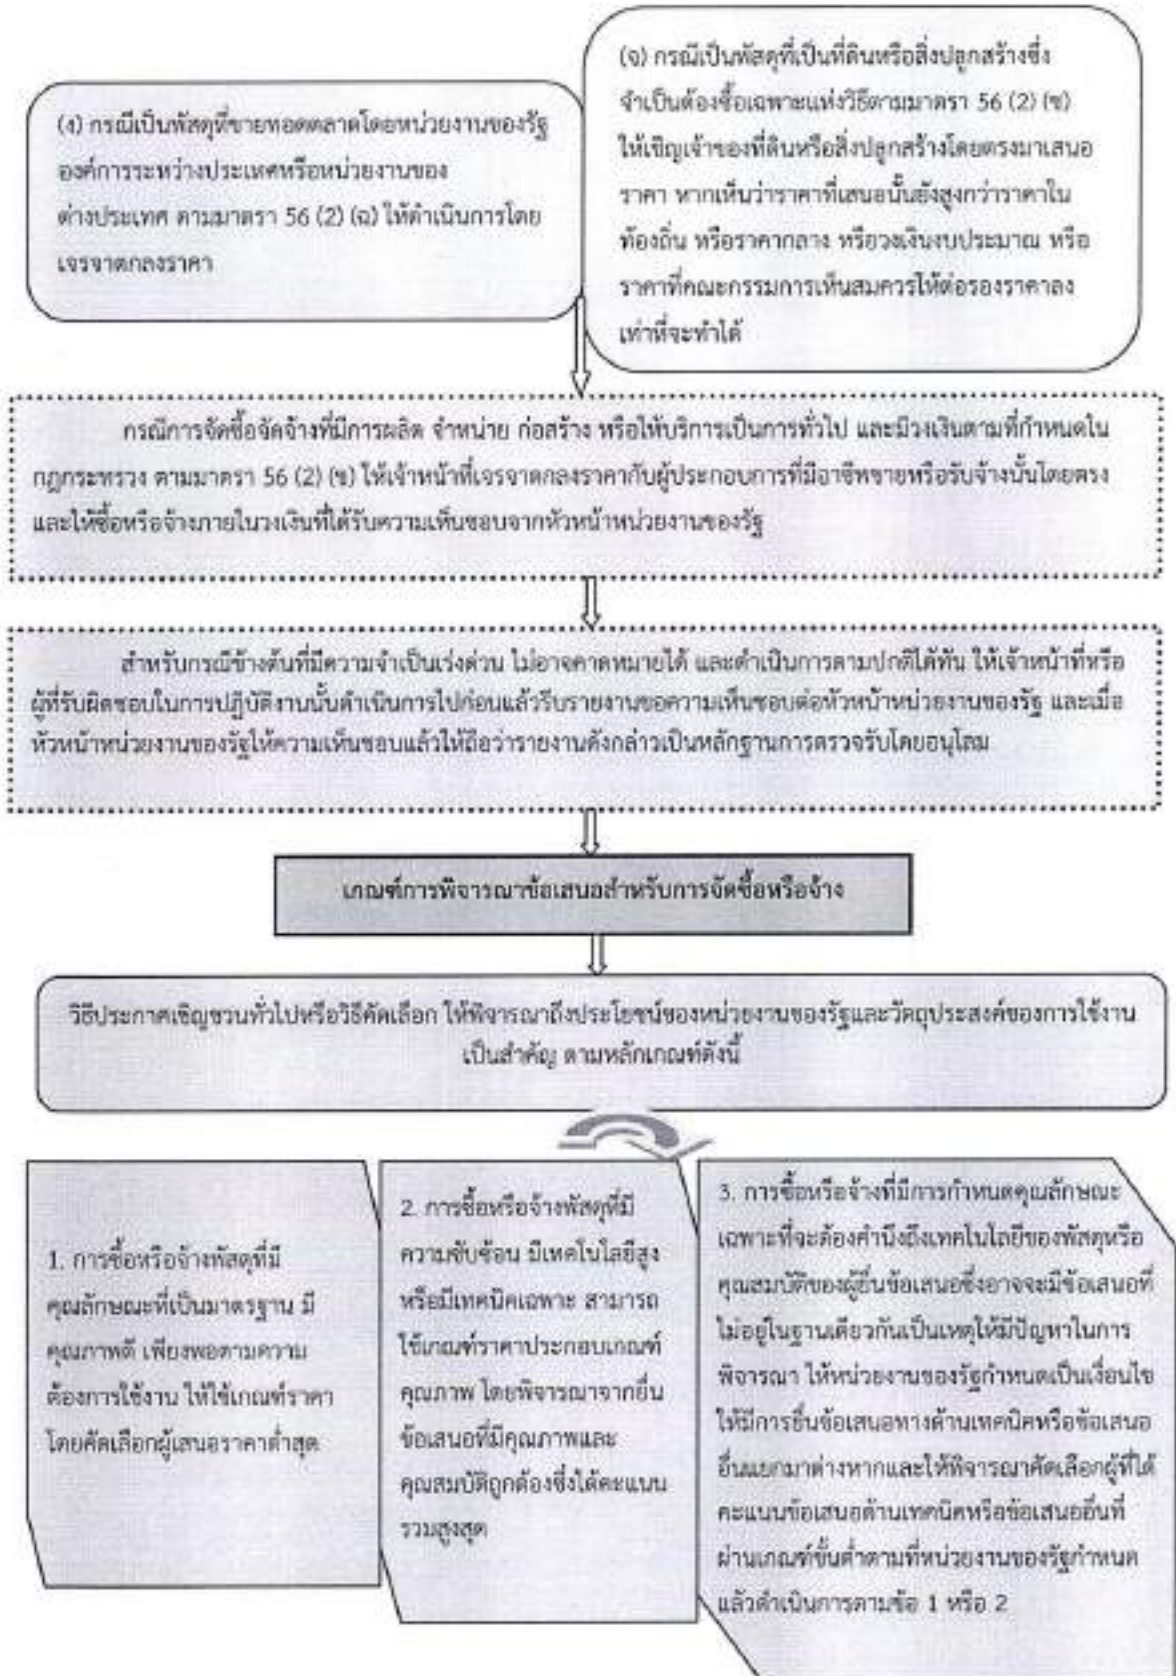 (ง) กรณีเป็นพัสดุที่ขายทอดตลาดโดยหน่วยงานของรัฐ
องค์การระหว่างประเทศหรือหน่วยงานของ
ต่างประเทศ ตามมาตรา 56 (2) (ฉ) ให้ดำเนินการโดย
เจรจาตกลงราคา
(จ) กรณีเป็นพัสดุที่เป็นที่ดินหรือสิ่งปลูกสร้างซึ่ง
จำเป็นต้องซื้อเฉพาะแห่งวิธีตามมาตรา 56 (2) (ช)
ให้เชิญเจ้าของที่ดินหรือสิ่งปลูกสร้างโดยตรงมาเสนอ
ราคา หากเห็นว่าราคาที่เสนอนั้นยังสูงกว่าราคาใน
ท้องถิ่น หรือราคากลาง หรือวงเงินงบประมาณ หรือ
ราคาที่คณะกรรมการเห็นสมควรให้ต่อรองราคาลง
เท่าที่จะทำได้
กรณีการจัดซื้อจัดจ้างที่มีการผลิต จำหน่าย ก่อสร้าง หรือให้บริการเป็นการทั่วไป และมีวงเงินตามที่กำหนดใน
กฎกระทรวง ตามมาตรา 56 (2) (ข) ให้เจ้าหน้าที่เจรจาตกลงราคากับผู้ประกอบการที่มีอาชีพขายหรือรับจ้างนั้นโดยตรง
และให้ซื้อหรือจ้างภายในวงเงินที่ได้รับความเห็นชอบจากหัวหน้าหน่วยงานของรัฐ
สำหรับกรณีข้างต้นที่มีความจำเป็นเร่งด่วน ไม่อาจคาดหมายได้ และดำเนินการตามปกติได้ทัน ให้เจ้าหน้าที่หรือ
ผู้ที่รับผิดชอบในการปฏิบัติงานนั้นดำเนินการไปก่อนแล้วรีบรายงานขอความเห็นชอบต่อหัวหน้าหน่วยงานของรัฐ และเมื่อ
หัวหน้าหน่วยงานของรัฐให้ความเห็นชอบแล้วให้ถือว่ารายงานดังกล่าวเป็นหลักฐานการตรวจรับโดยอนุโลม
เกณฑ์การพิจารณาข้อเสนอสำหรับการจัดซื้อหรือจ้าง
วิธีประกาศเชิญชวนทั่วไปหรือวิธีคัดเลือก ให้พิจารณาถึงประโยชน์ของหน่วยงานของรัฐและวัตถุประสงค์ของการใช้งาน
เป็นสำคัญ ตามหลักเกณฑ์ดังนี้
1. การซื้อหรือจ้างพัสดุที่มี
คุณลักษณะที่เป็นมาตรฐาน มี
คุณภาพดี เพียงพอตามความ
ต้องการใช้งาน ให้ใช้เกณฑ์ราคา
โดยคัดเลือกผู้เสนอราคาต่ำสุด
2. การซื้อหรือจ้างพัสดุที่มี
ความซับซ้อน มีเทคโนโลยีสูง
หรือมีเทคนิคเฉพาะ สามารถ
ใช้เกณฑ์ราคาประกอบเกณฑ์
คุณภาพ โดยพิจารณาจากยื่น
ข้อเสนอที่มีคุณภาพและ
คุณสมบัติถูกต้องซึ่งได้คะแนน
รวมสูงสุด
3. การซื้อหรือจ้างที่มีการกำหนดคุณลักษณะ
เฉพาะที่จะต้องคำนึงถึงเทคโนโลยีของพัสดุหรือ
คุณสมบัติของผู้ยื่นข้อเสนอซึ่งอาจจะมีข้อเสนอที่
ไม่อยู่ในฐานเดียวกันเป็นเหตุให้มีปัญหาในการ
พิจารณา ให้หน่วยงานของรัฐกำหนดเป็นเงื่อนไข
ให้มีการยื่นข้อเสนอทางด้านเทคนิคหรือข้อเสนอ
อื่นแยกมาต่างหากและให้พิจารณาคัดเลือกผู้ที่ได้
คะแนนข้อเสนอด้านเทคนิคหรือข้อเสนออื่นที่
ผ่านเกณฑ์ขั้นต่ำตามที่หน่วยงานของรัฐกำหนด
แล้วดำเนินการตามข้อ 1 หรือ 2